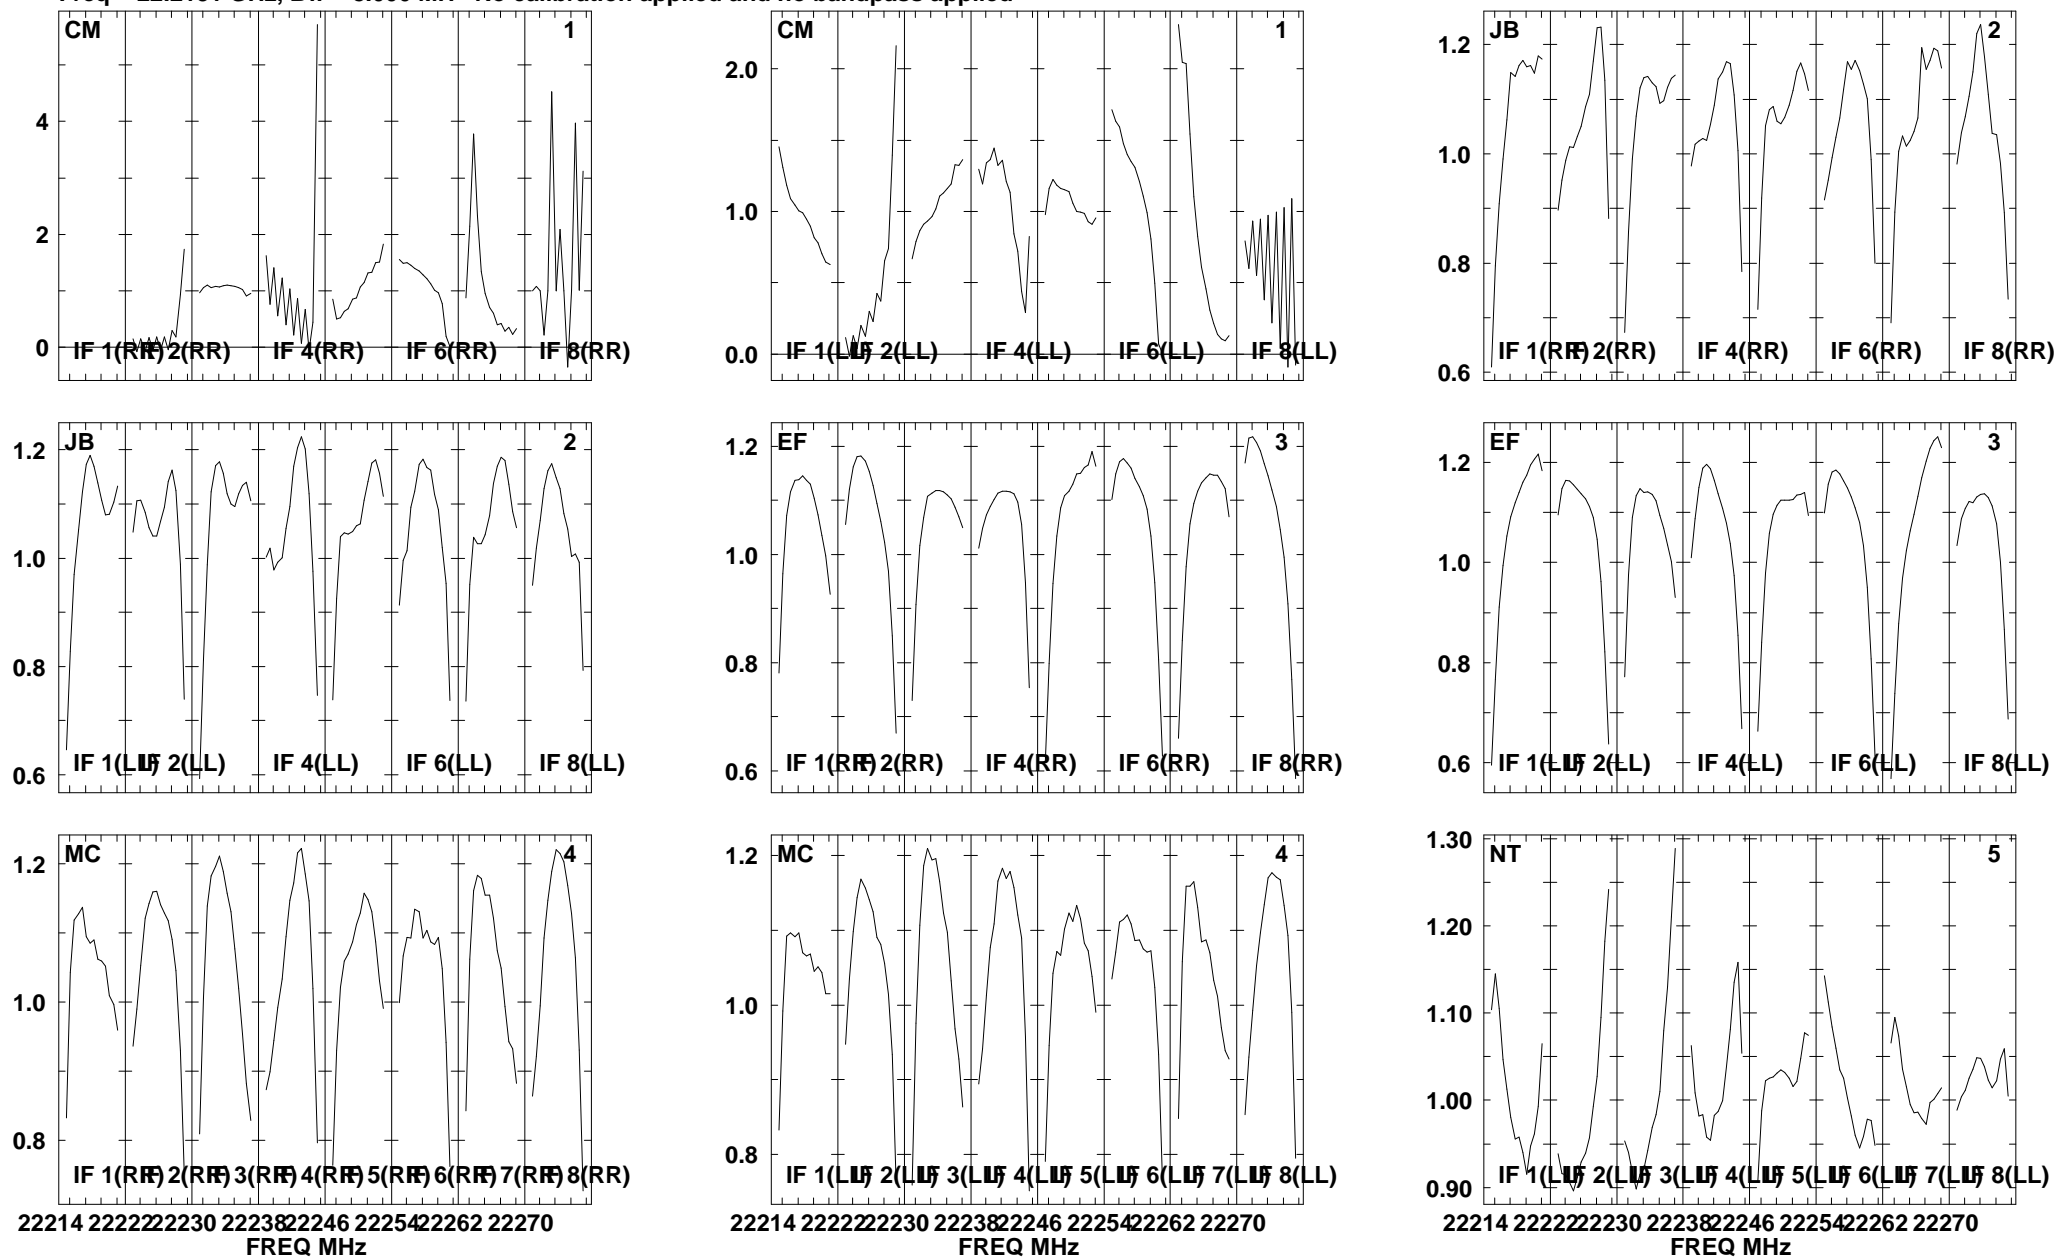 CM 1
CM 1
JB 2
4
2
0
2.0
1.0
0.0
1.2
1.0
0.8
0.6
IF 1(RR) IF 2(RR) IF 4(RR) IF 6(RR) IF 8(RR)
IF 1(LL) IF 2(LL) IF 4(LL) IF 6(LL) IF 8(LL)
IF 1(RR) IF 2(RR) IF 4(RR) IF 6(RR) IF 8(RR)
JB 2
EF 3
EF 3
1.2
1.0
0.8
0.6
1.2
1.0
0.8
0.6
1.2
1.0
0.8
0.6
IF 1(LL) IF 2(LL) IF 4(LL) IF 6(LL) IF 8(LL)
IF 1(RR) IF 2(RR) IF 4(RR) IF 6(RR) IF 8(RR)
IF 1(LL) IF 2(LL) IF 4(LL) IF 6(LL) IF 8(LL)
MC 4
MC 4
NT 5
1.2
1.0
0.8
1.2
1.0
0.8
1.30
1.20
1.10
1.00
0.90
IF 1(RR) IF 2(RR) IF 3(RR) IF 4(RR) IF 5(RR) IF 6(RR) IF 7(RR) IF 8(RR)
IF 1(LL) IF 2(LL) IF 3(LL) IF 4(LL) IF 5(LL) IF 6(LL) IF 7(LL) IF 8(LL)
IF 1(LL) IF 2(LL) IF 3(LL) IF 4(LL) IF 5(LL) IF 6(LL) IF 7(LL) IF 8(LL)
22214 22222 22230 22238 22246 22254 22262 22270
22214 22222 22230 22238 22246 22254 22262 22270
22214 22222 22230 22238 22246 22254 22262 22270
FREQ MHz
FREQ MHz
FREQ MHz